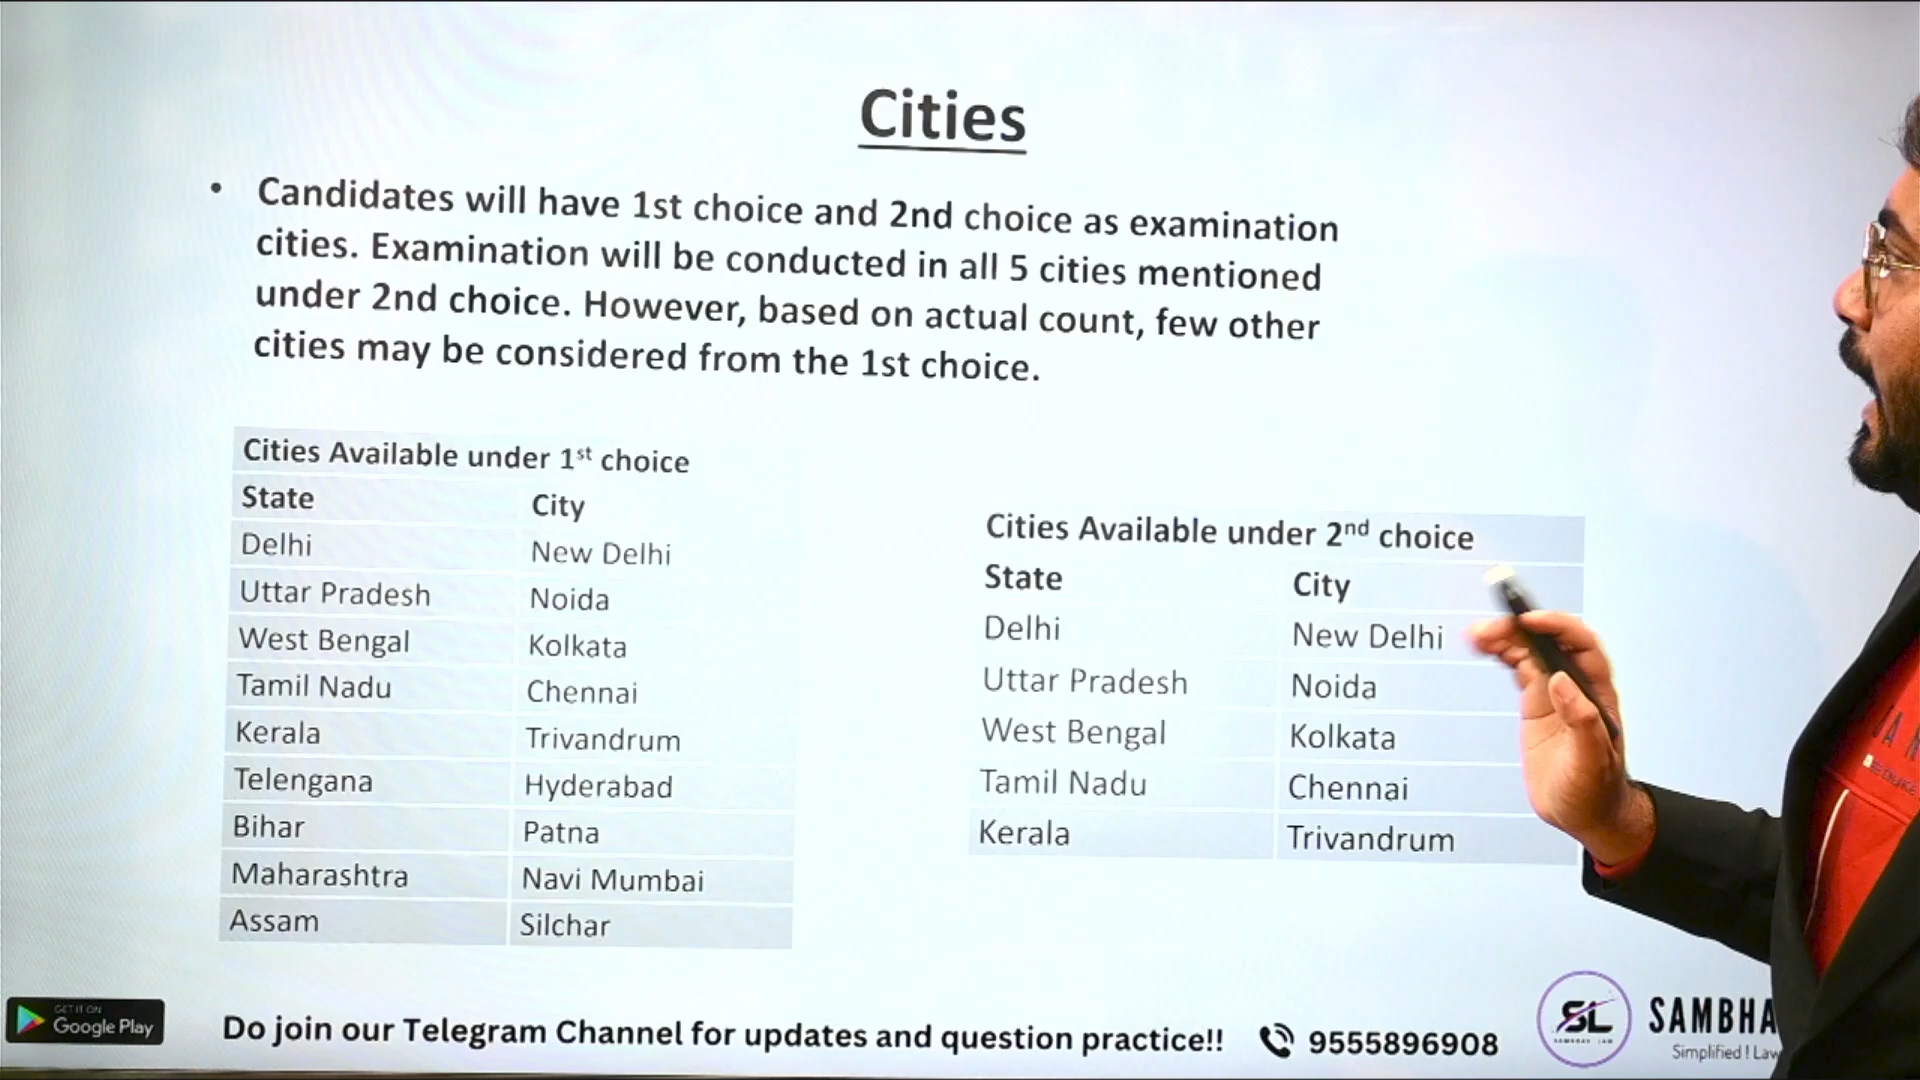 Cities
• Candidates will have 1st choice and 2nd choice as examination
cities. Examination will be conducted in all 5 cities mentioned
under 2nd choice. However, based on actual count, few other
cities may be considered from the 1st choice.
Cities Available under 1st choice
State City
Delhi New Delhi
Uttar Pradesh Noida
West Bengal Kolkata
Tamil Nadu Chennai
Kerala Trivandrum
Telengana Hyderabad
Bihar Patna
Maharashtra Navi Mumbai
Assam Silchar
Cities Available under 2nd choice
State City
Delhi New Delhi
Uttar Pradesh Noida
West Bengal Kolkata
Tamil Nadu Chennai
Kerala Trivandrum
GET IT ON
Google Play
Do join our Telegram Channel for updates and question practice!!
9555896908
SL
SAMBHA
Simplified ! Law